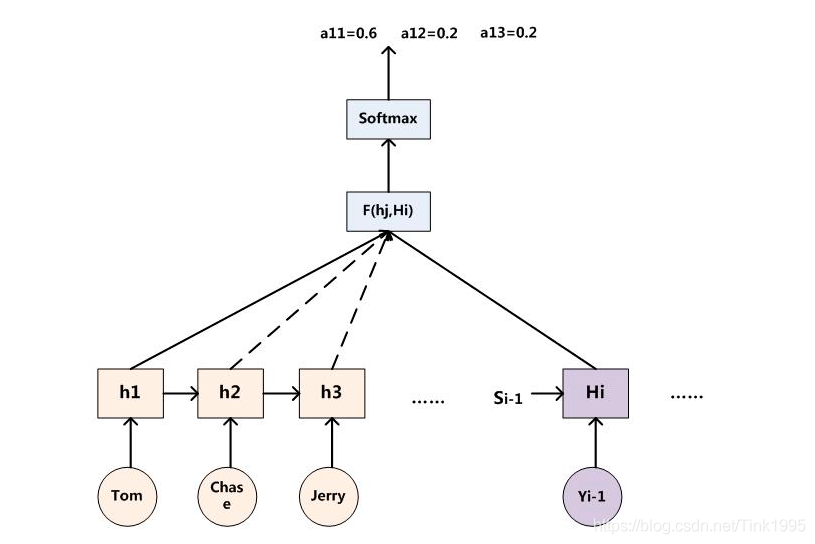 a11=0.6 a12=0.2 a13=0.2
Softmax
F(hj,Hi)
h1 h2 h3 ...... Si-1 Hi ......
Tom Chas
e Jerry Yi-1
https://blog.csdn.net/Tink1995